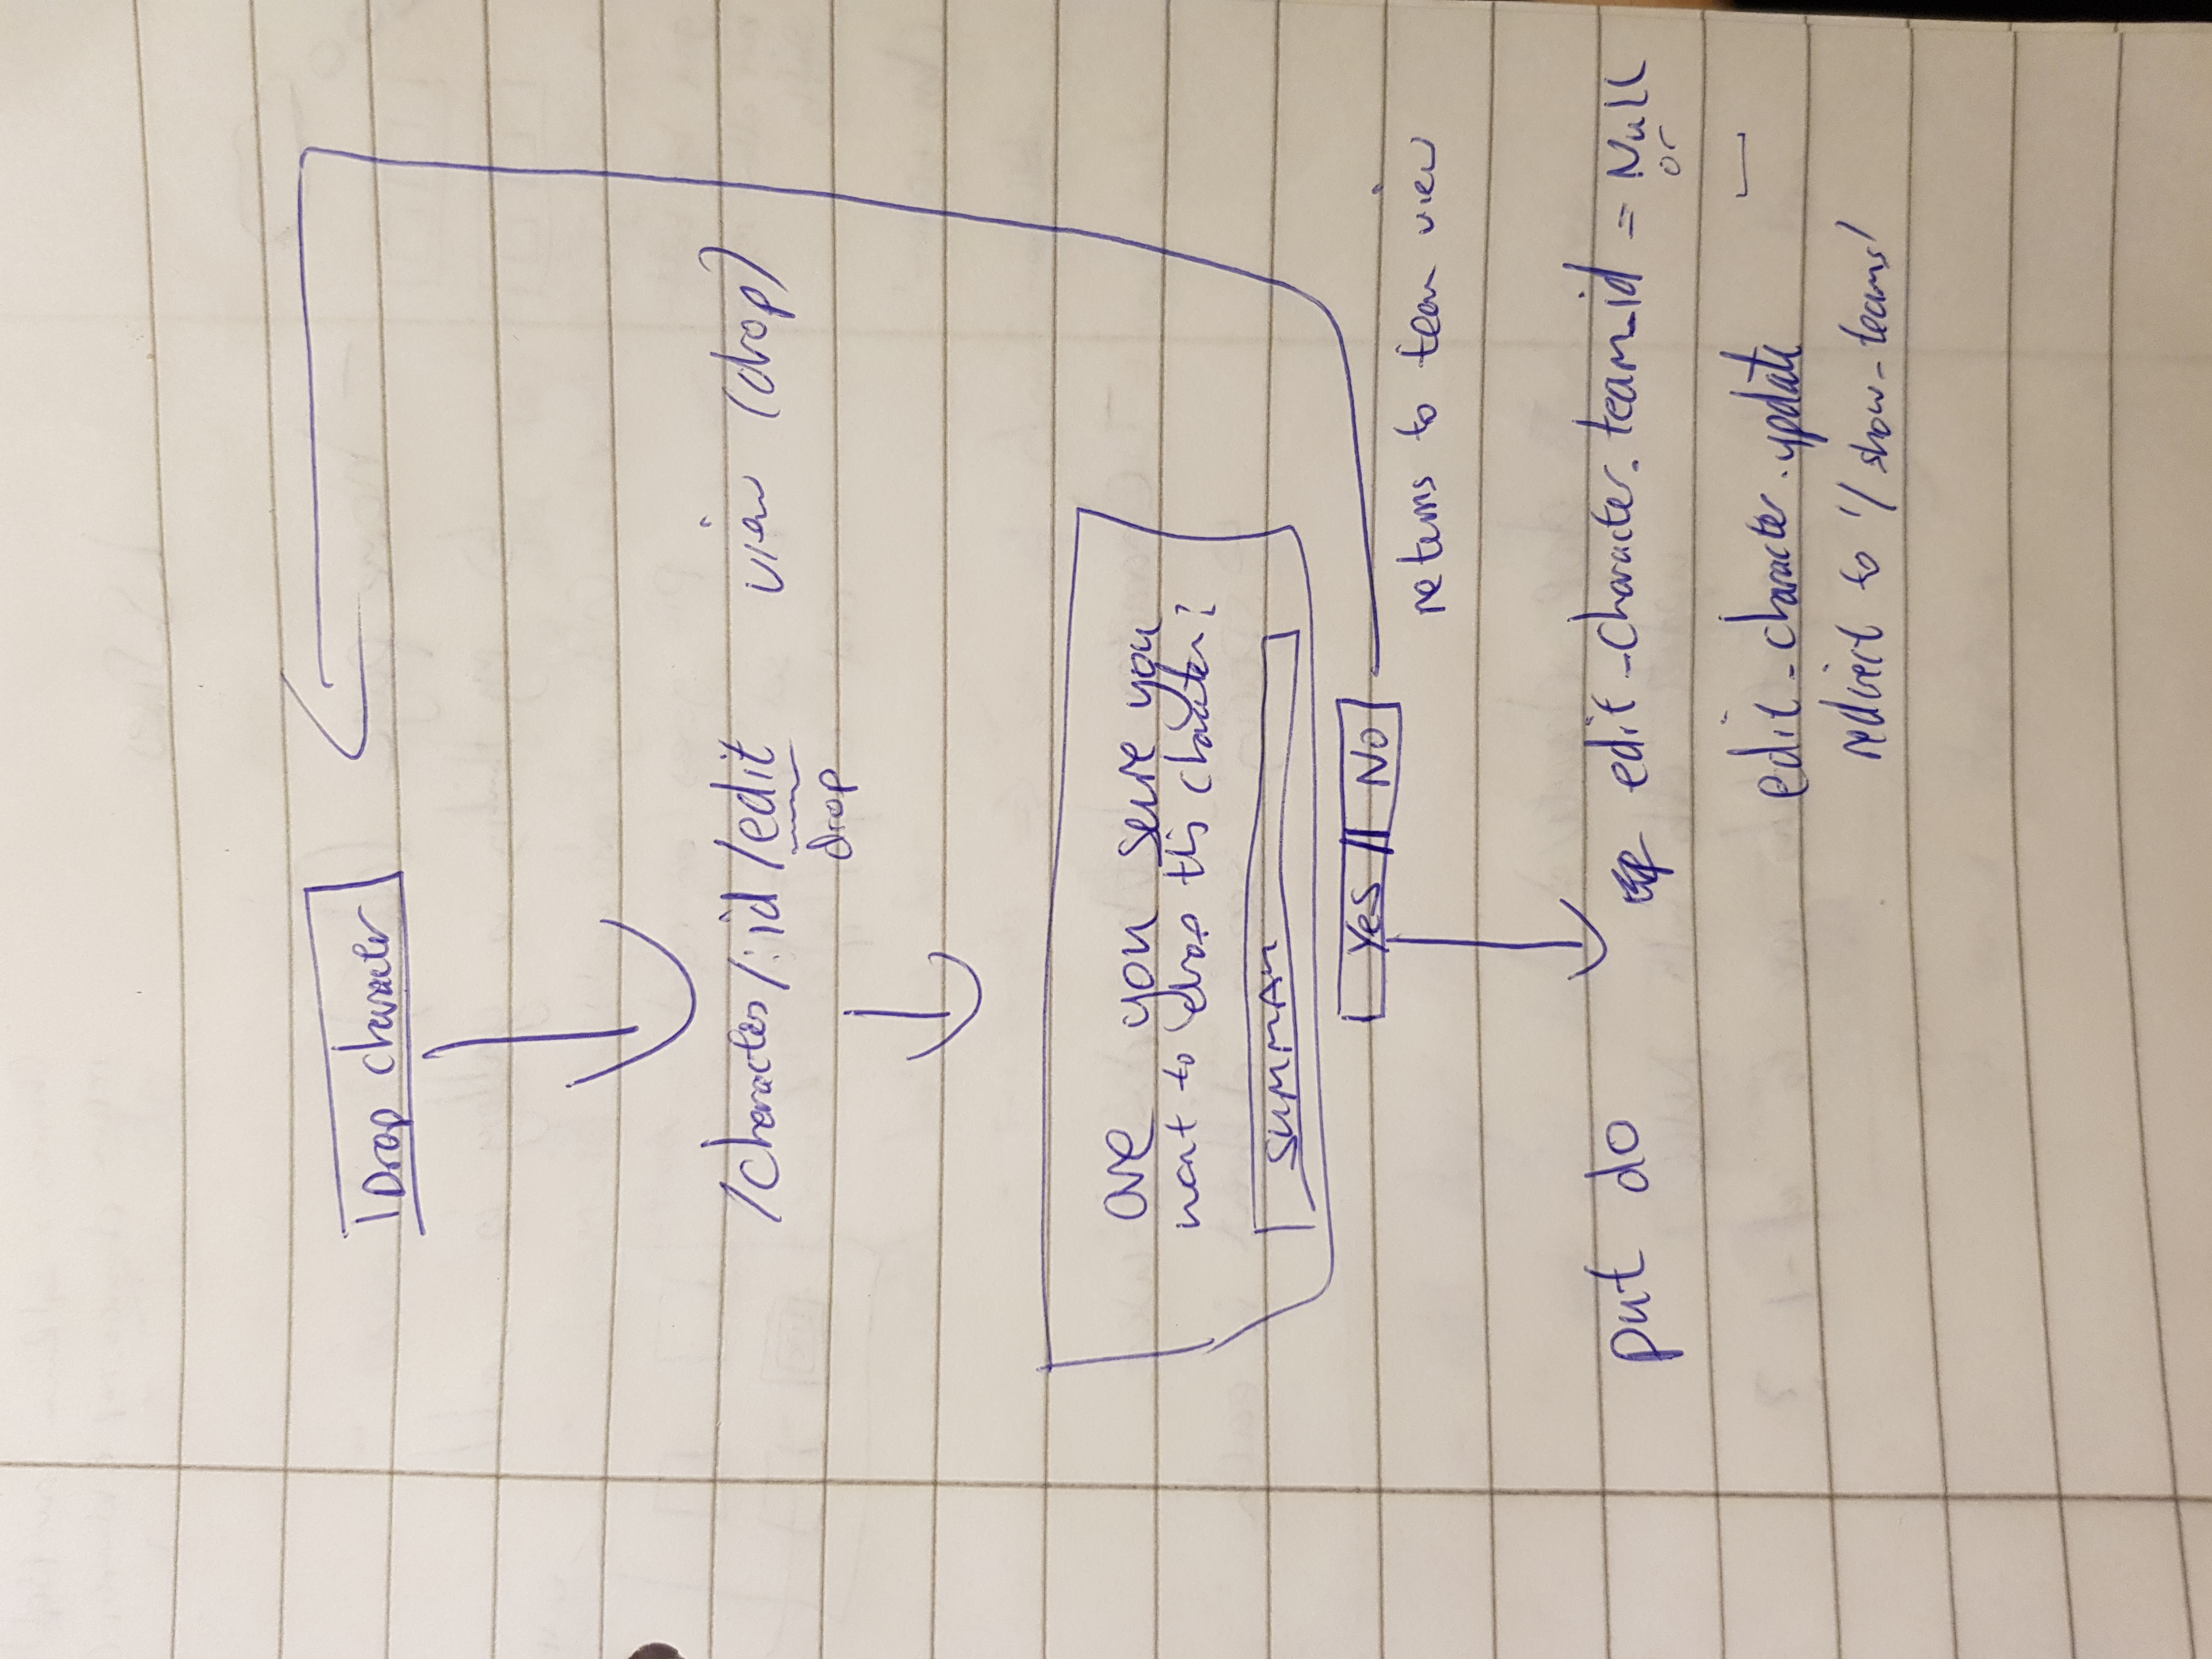 Drop Character
/character/:id/edit view (drop)
drop
are you sure you
want to drop this character?
SUMMARY
Yes No
returns to team view
put do edit_character.team_id = Null
or
edit_character.update
redirect to '/show_teams'